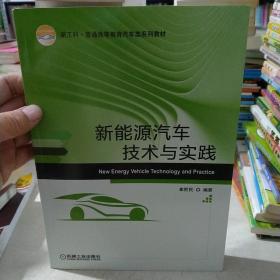 新工科·普通高等教育汽车类系列教材
新能源汽车
技术与实践
New Energy Vehicle Technology and Practice
编著
机械工业出版社